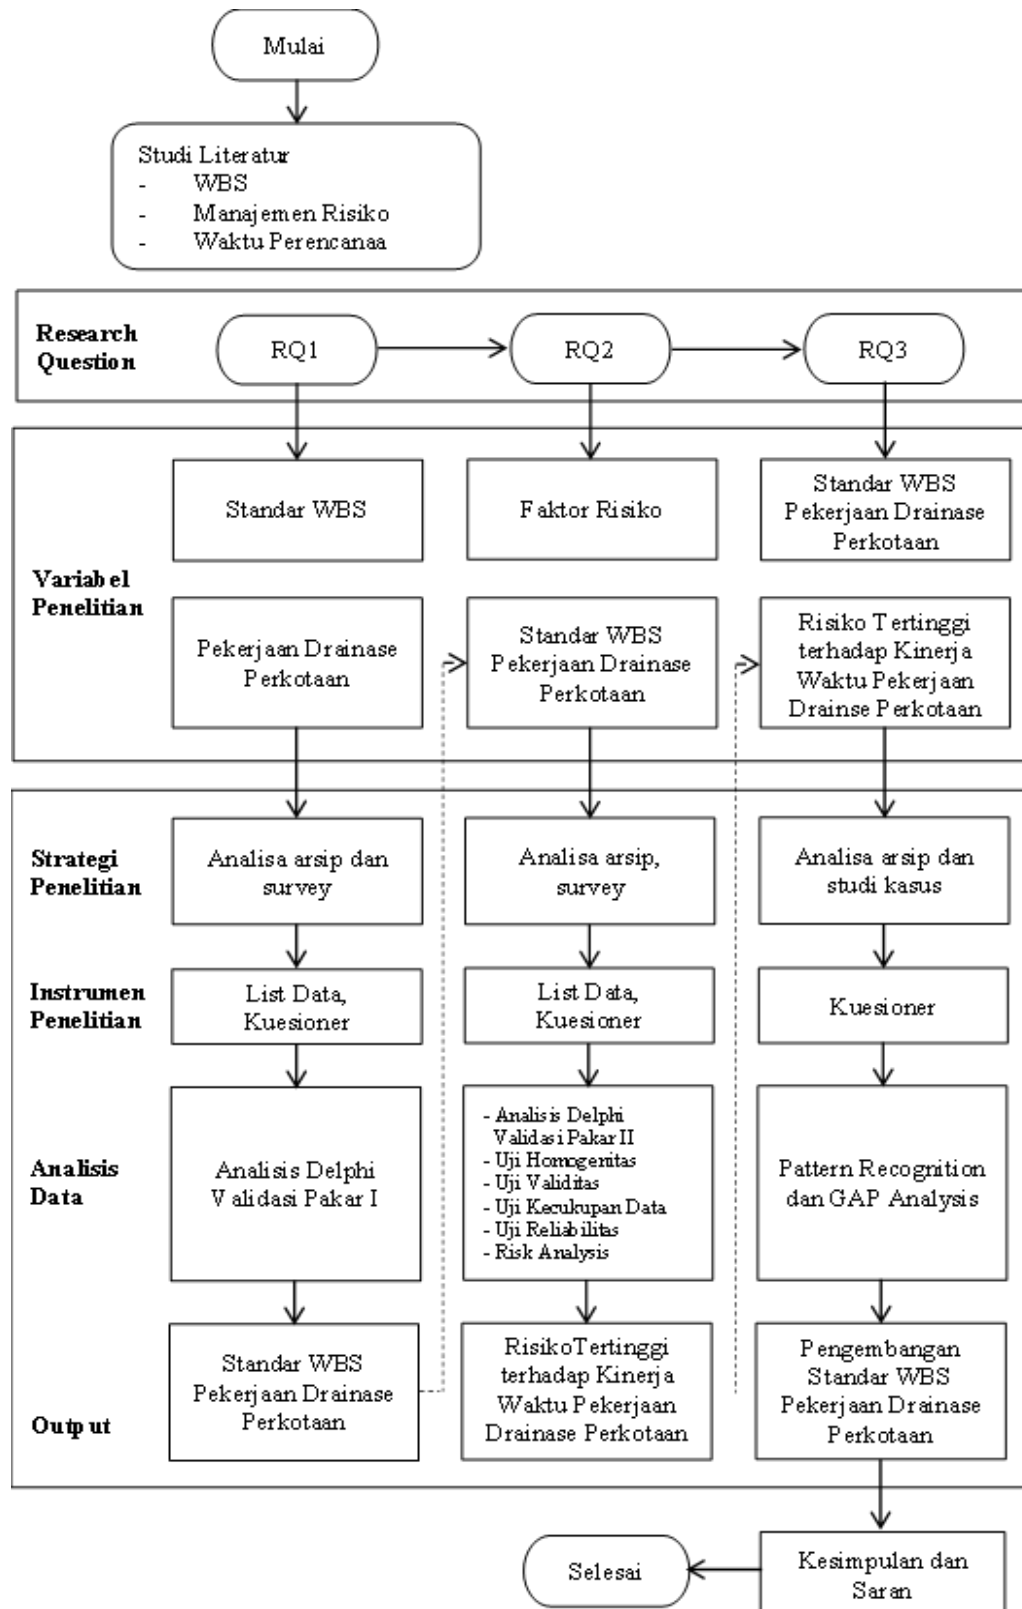 Mulai
Studi Literatur
- WBS
- Manajemen Risiko
- Waktu Perencanaa
Research
Question
RQ1
RQ2
RQ3
Variabel
Penelitian
Standar WBS
Faktor Risiko
Standar WBS
Pekerjaan Drainase
Perkotaan
Pekerjaan Drainase
Perkotaan
Standar WBS
Pekerjaan Drainase
Perkotaan
Risiko Tertinggi
terhadap Kinerja
Waktu Pekerjaan
Drainse Perkotaan
Strategi
Penelitian
Analisa arsip dan
survey
Analisa arsip,
survey
Analisa arsip dan
studi kasus
Instrumen
Penelitian
List Data,
Kuesioner
List Data,
Kuesioner
Kuesioner
Analisis
Data
Analisis Delphi
Validasi Pakar I
- Analisis Delphi
Validasi Pakar II
- Uji Homogenitas
- Uji Validitas
- Uji Kecukupan Data
- Uji Reliabilitas
- Risk Analysis
Pattern Recognition
dan GAP Analysis
Output
Standar WBS
Pekerjaan Drainase
Perkotaan
Risiko Tertinggi
terhadap Kinerja
Waktu Pekerjaan
Drainase Perkotaan
Pengembangan
Standar WBS
Pekerjaan Drainase
Perkotaan
Selesai
Kesimpulan dan
Saran